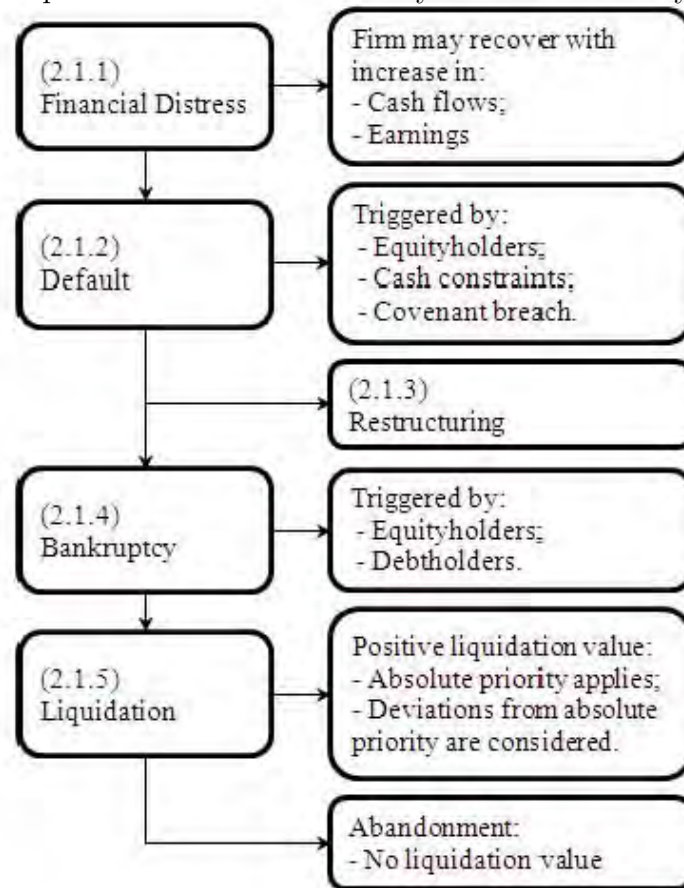 (2.1.1)
Financial Distress
Firm may recover with
increase in:
- Cash flows;
- Earnings
(2.1.2)
Default
Triggered by:
- Equityholders;
- Cash constraints;
- Covenant breach.
(2.1.3)
Restructuring
(2.1.4)
Bankruptcy
Triggered by:
- Equityholders;
- Debtholders.
(2.1.5)
Liquidation
Positive liquidation value:
- Absolute priority applies;
- Deviations from absolute
priority are considered.
Abandonment:
- No liquidation value